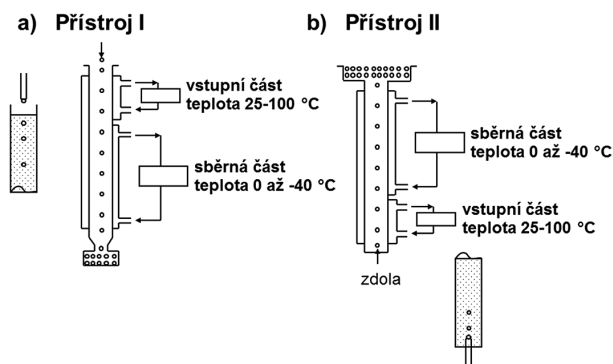 a) Přístroj I
vstupní část
teplota 25-100 °C
sběrná část
teplota 0 až -40 °C
b) Přístroj II
sběrná část
teplota 0 až -40 °C
vstupní část
teplota 25-100 °C
zdola